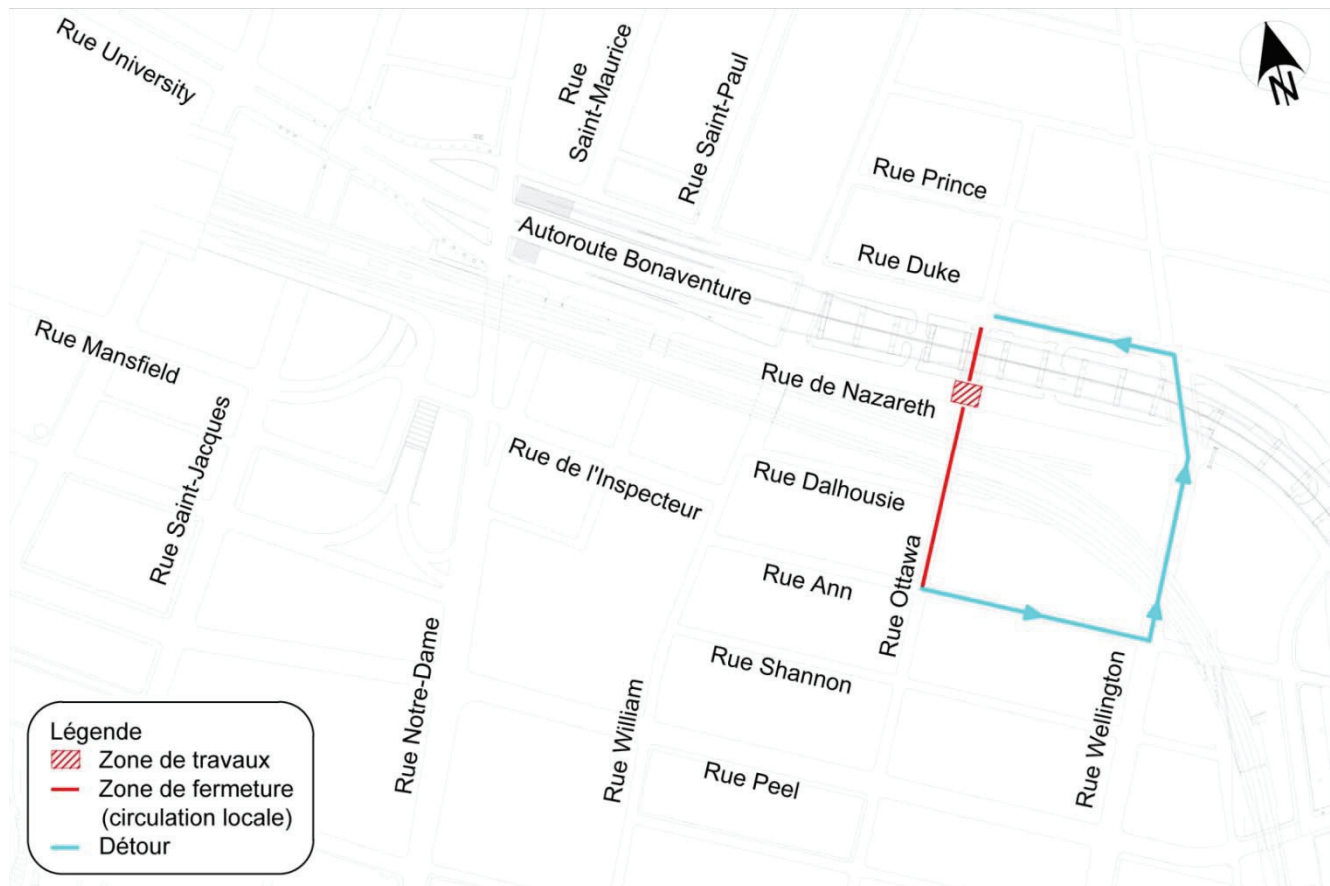 Rue University
Rue
Saint-Maurice
Rue Saint-Paul
N
Rue Prince
Autoroute Bonaventure
Rue Duke
Rue Mansfield
Rue Saint-Jacques
Rue de Nazareth
Rue de l'Inspecteur
Rue Dalhousie
Rue Ann
Rue Ottawa
Rue Shannon
Rue Notre-Dame
Rue William
Rue Peel
Rue Wellington
Légende
Zone de travaux
Zone de fermeture
(circulation locale)
Détour